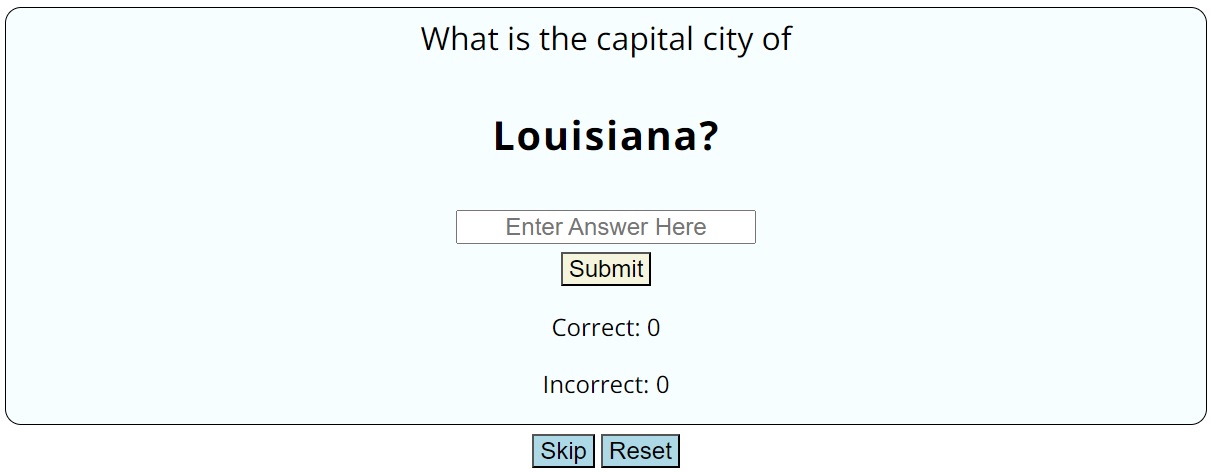 What is the capital city of
Louisiana?
Enter Answer Here
Submit
Correct: 0
Incorrect: 0
Skip Reset